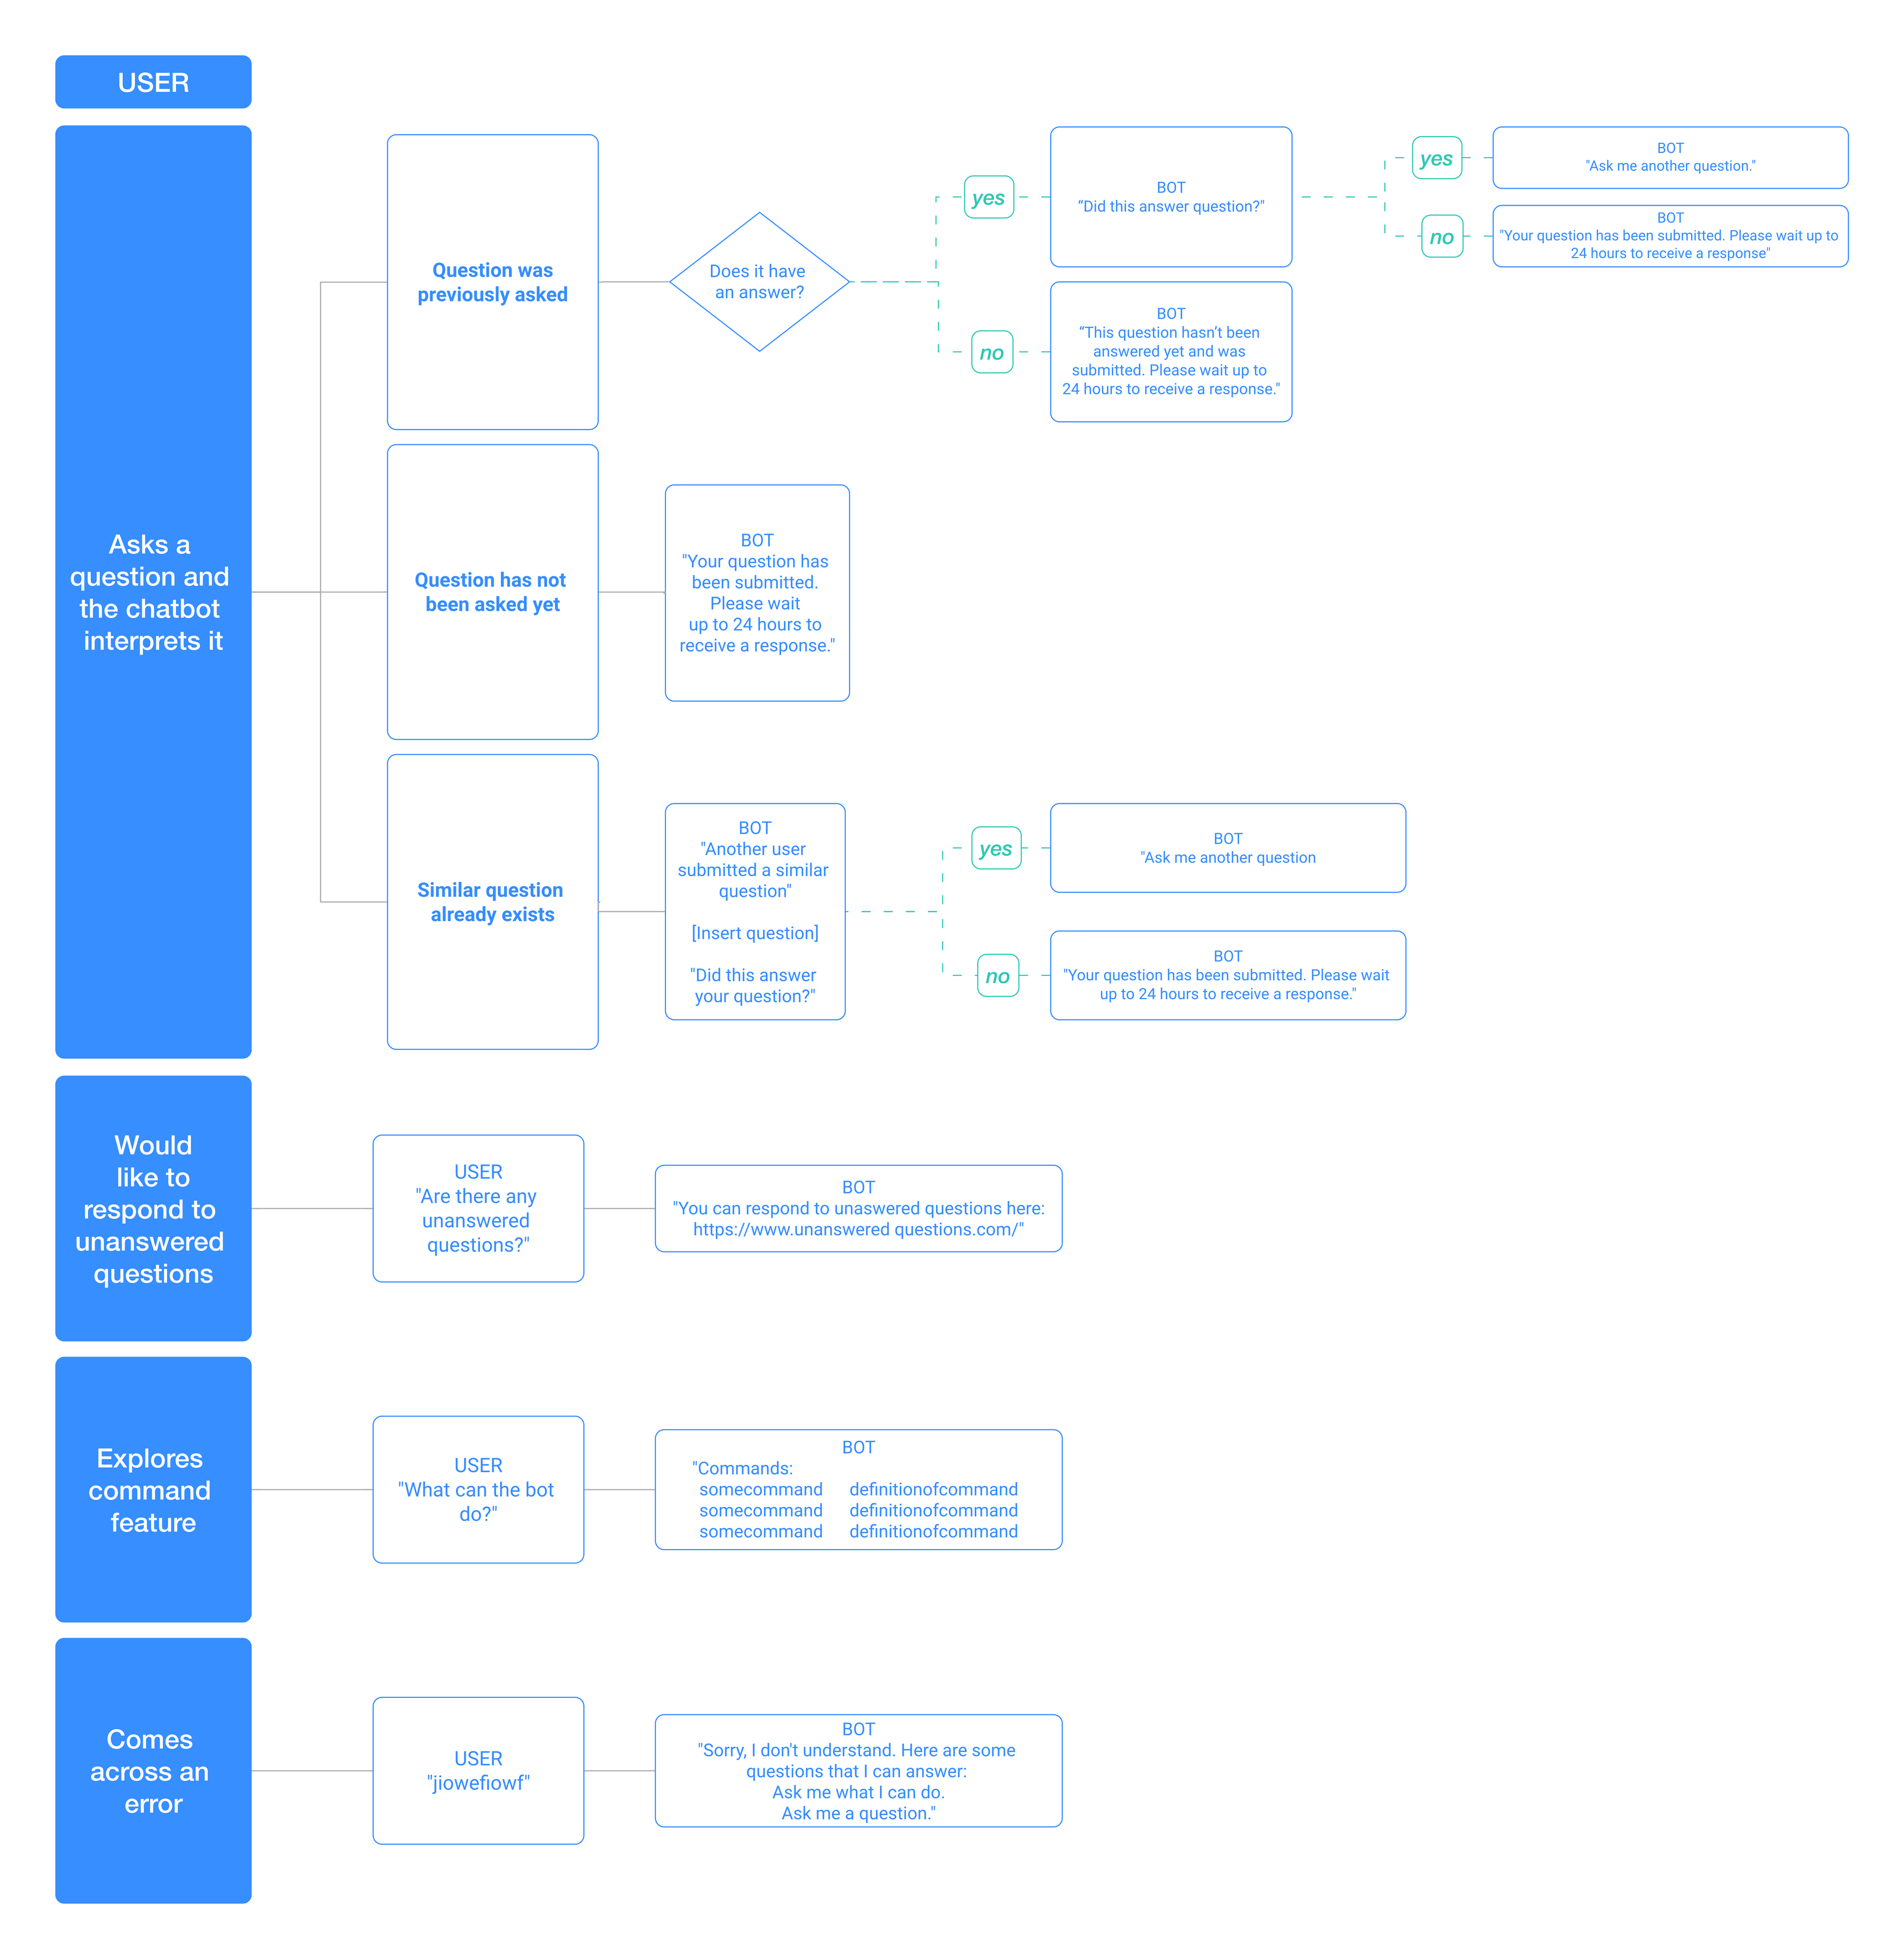 USER
Asks a
question and
the chatbot
interprets it
Question was
previously asked
Does it have
an answer?
yes
BOT
“Did this answer question?"
yes
BOT
"Ask me another question."
no
BOT
"Your question has been submitted. Please wait up to
24 hours to receive a response"
no
BOT
“This question hasn’t been
answered yet and was
submitted. Please wait up to
24 hours to receive a response."
Question has not
been asked yet
BOT
"Your question has
been submitted.
Please wait
up to 24 hours to
receive a response."
Similar question
already exists
BOT
"Another user
submitted a similar
question"
[Insert question]
"Did this answer
your question?"
yes
BOT
"Ask me another question
no
BOT
"Your question has been submitted. Please wait
up to 24 hours to receive a response."
Would
like to
respond to
unanswered
questions
USER
"Are there any
unanswered
questions?"
BOT
"You can respond to unaswered questions here:
https://www.unanswered questions.com/"
Explores
command
feature
USER
"What can the bot
do?"
BOT
"Commands:
somecommand definitionofcommand
somecommand definitionofcommand
somecommand definitionofcommand
Comes
across an
error
USER
"jiowefiowf"
BOT
"Sorry, I don't understand. Here are some
questions that I can answer:
Ask me what I can do.
Ask me a question."